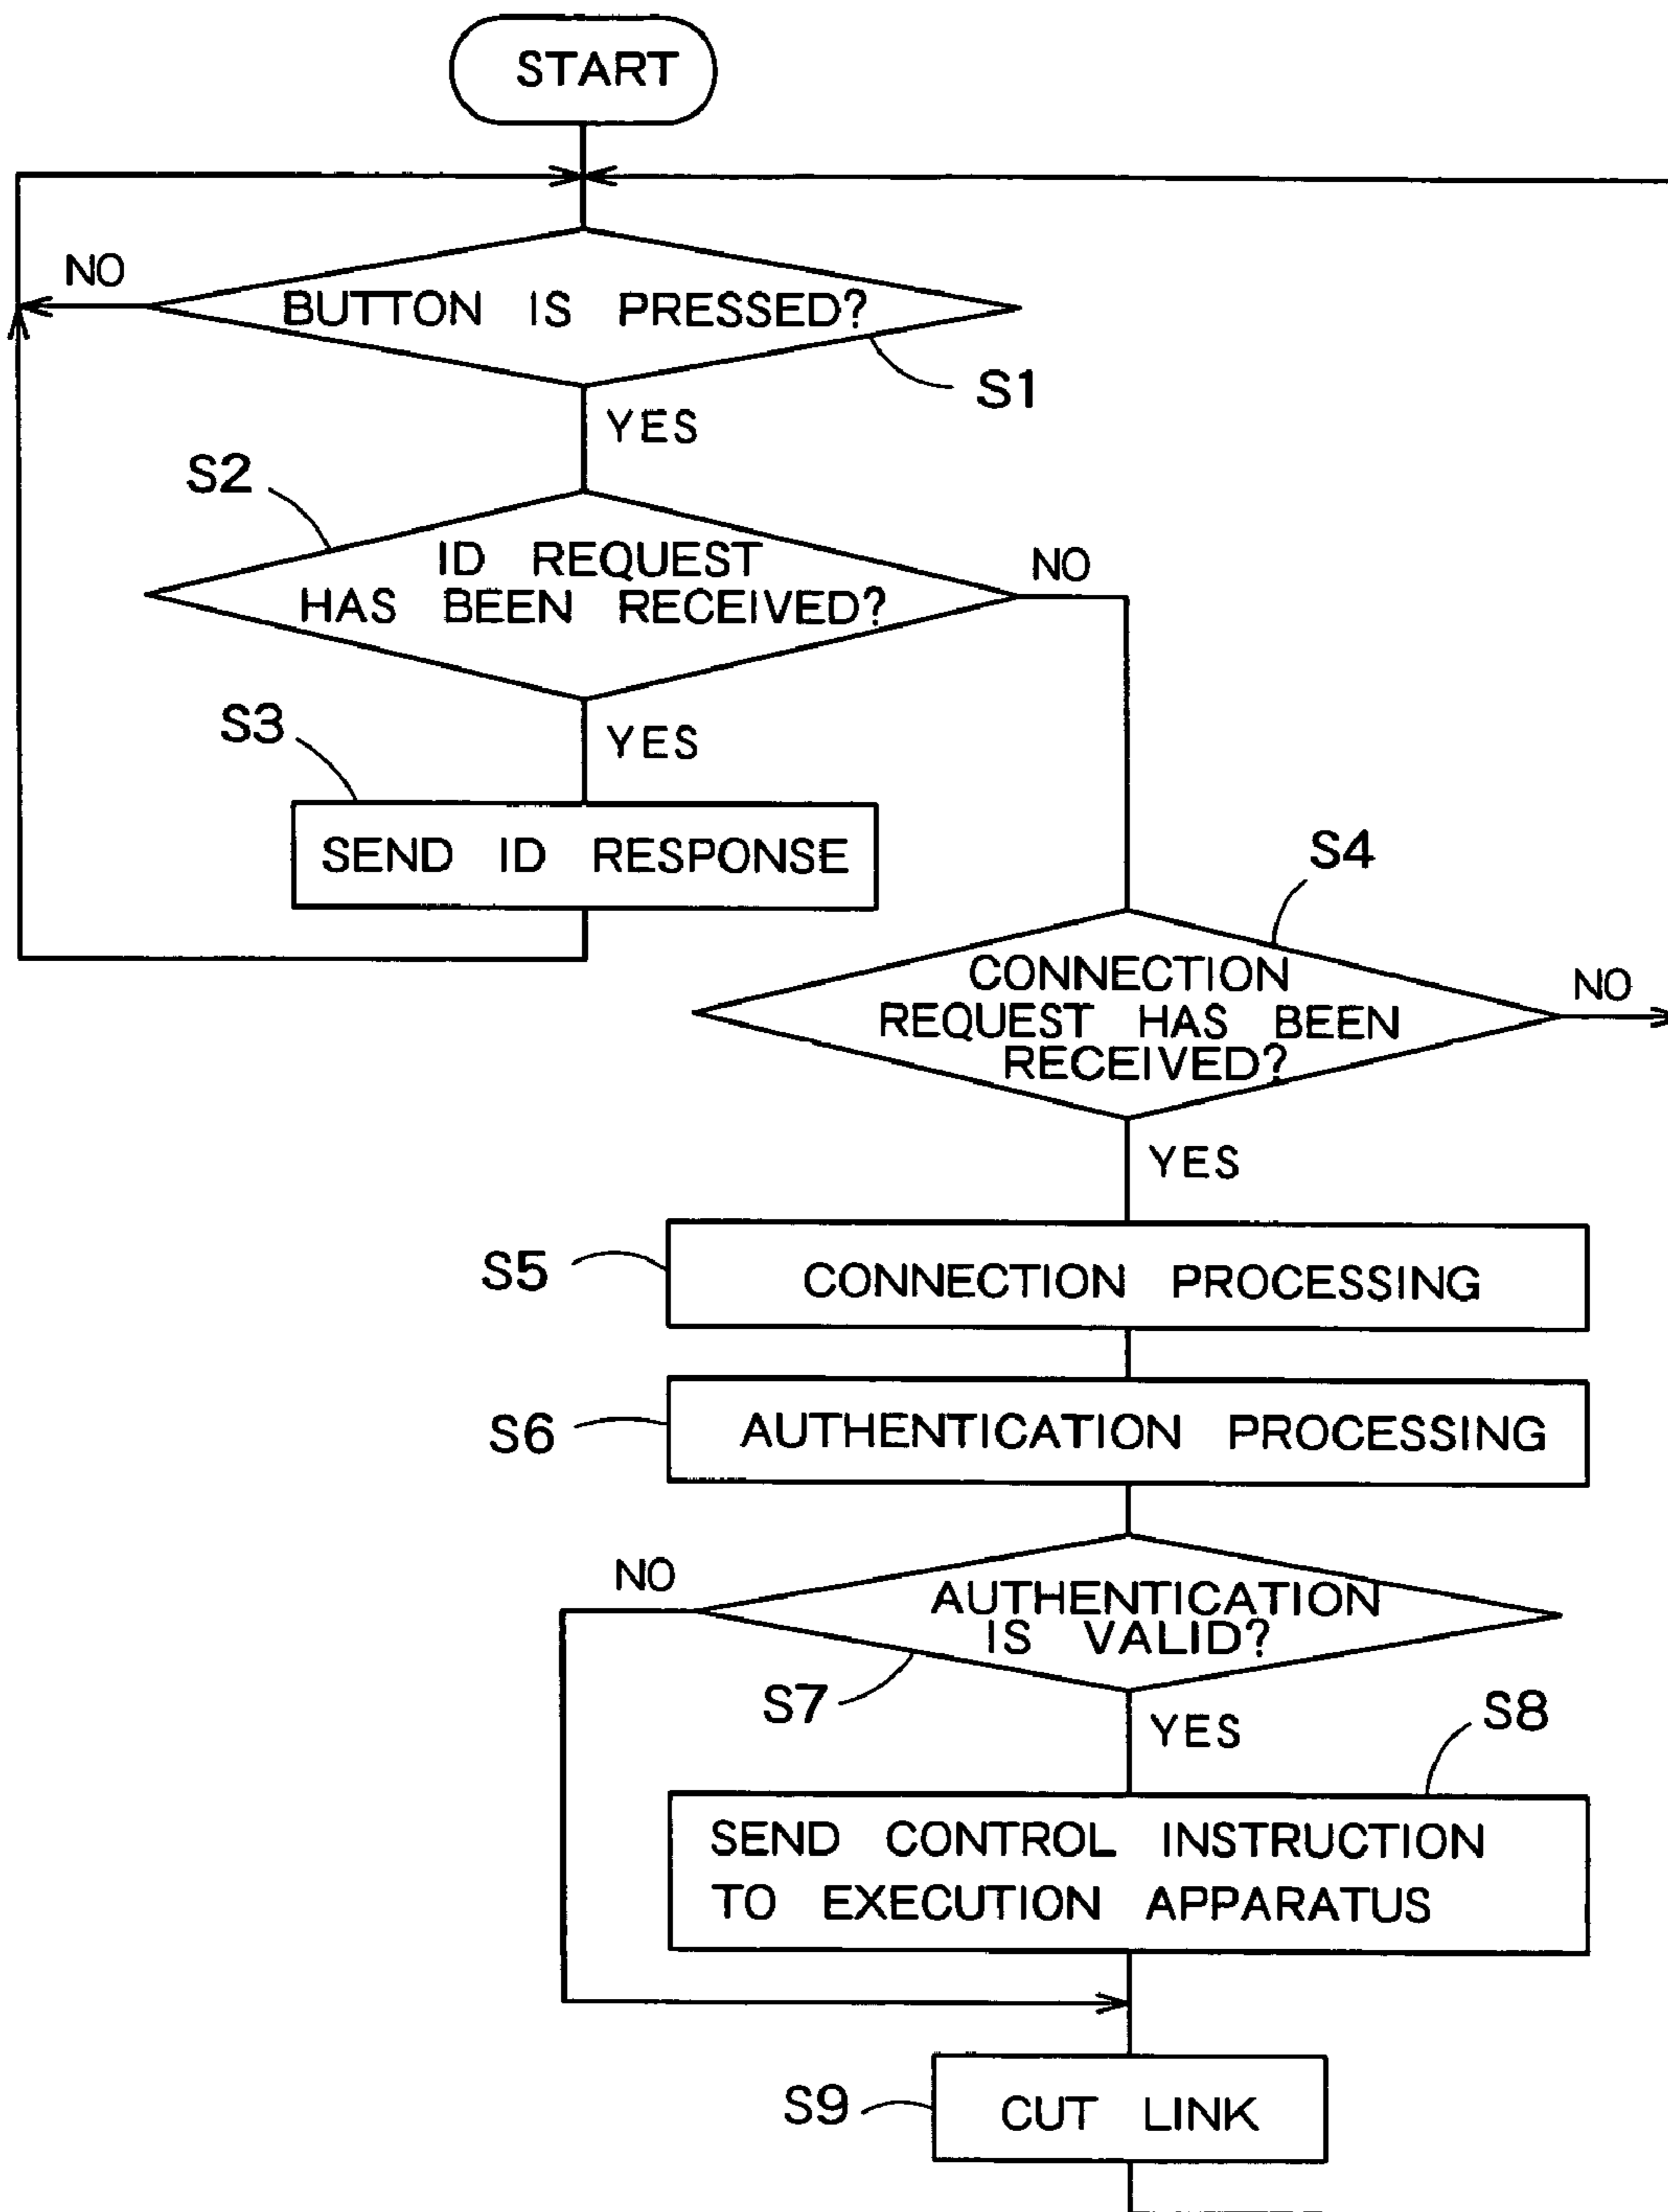 START
NO
BUTTON IS PRESSED?
S1
YES
S2
ID REQUEST
HAS BEEN RECEIVED?
NO
S3
YES
SEND ID RESPONSE
S4
CONNECTION
REQUEST HAS BEEN
RECEIVED?
NO
YES
S5
CONNECTION PROCESSING
S6
AUTHENTICATION PROCESSING
NO
AUTHENTICATION
IS VALID?
S7
YES
S8
SEND CONTROL INSTRUCTION
TO EXECUTION APPARATUS
S9
CUT LINK